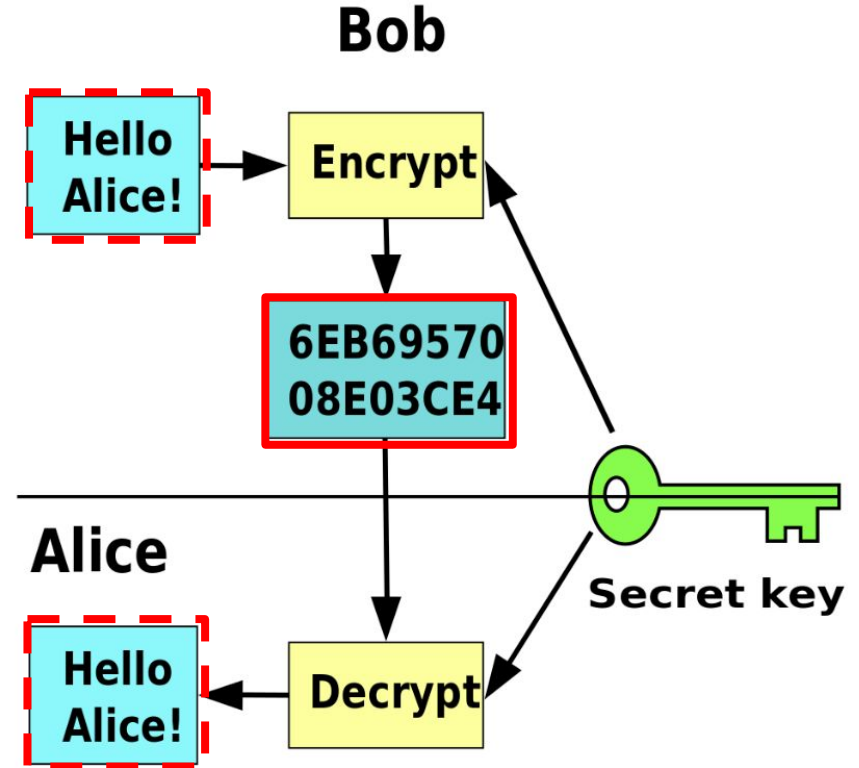 Bob
Hello
Alice!
Encrypt
6EB69570
08E03CE4
Alice
Secret key
Hello
Alice!
Decrypt